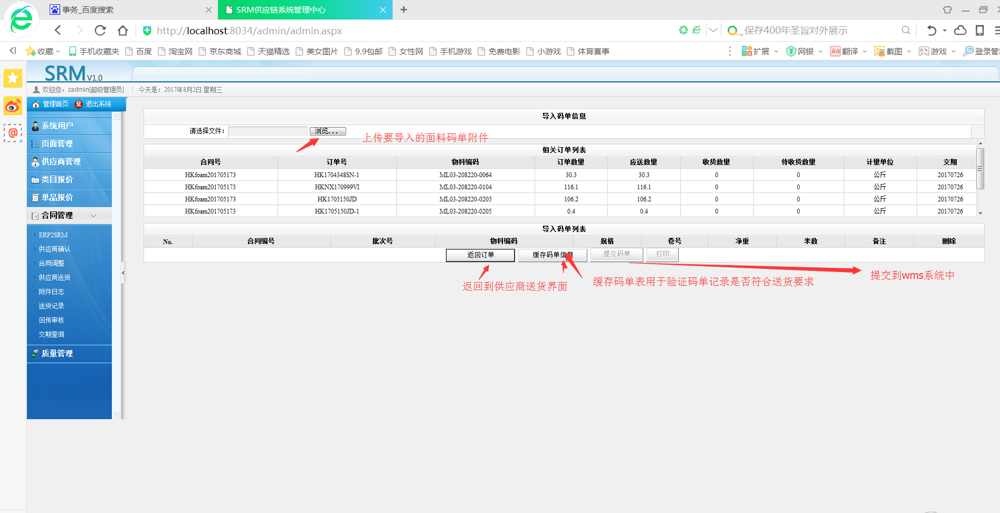 事务_百度搜索
SRM供应链系统管理中心
http://localhost:8034/admin/admin.aspx
保存400年圣旨对外展示
收藏 手机收藏夹 百度 淘宝网 京东商城 天猫精选 美女图片 9.9包邮 女性网 手机游戏 免费电影 小游戏 体育赛事 扩展 网银 翻译 截图 游戏 登录管
SRM V1.0
欢迎您，zadmin[超级管理员] 今天是：2017年8月2日 星期三
管理首页 退出系统
系统用户
页面管理
供应商管理
类目报价
单品报价
合同管理
ERP2SRM
供应商确认
合同调整
供应商送货
附件日志
送货记录
回传审核
交期查询
质量管理
导入码单信息
请选择文件： 浏览...
上传要导入的面料码单附件
相关订单列表
合同号 订单号 物料编码 订单数量 应送数量 收货数量 待收货数量 计量单位 交期
HKfoam201705173 HK1704348SN-1 ML03-208220-0064 30.3 30.3 0 0 公斤 20170726
HKfoam201705173 HKNX170999VI ML03-208220-0104 116.1 116.1 0 0 公斤 20170726
HKfoam201705173 HK1705150JD ML03-208220-0205 106.2 106.2 0 0 公斤 20170726
HKfoam201705173 HK1705150JD-1 ML03-208220-0205 0.4 0.4 0 0 公斤 20170726
导入码单列表
No. 合同编号 批次号 物料编码 规格 卷号 净重 米数 备注 删除
返回订单 缓存码单信息 提交码单 打印
返回到供应商送货界面
缓存码单表用于验证码单记录是否符合送货要求
提交到wms系统中